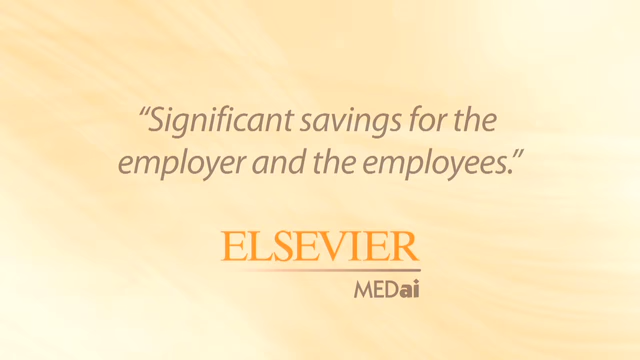 “Significant savings for the
employer and the employees.”
ELSEVIER
MEDai